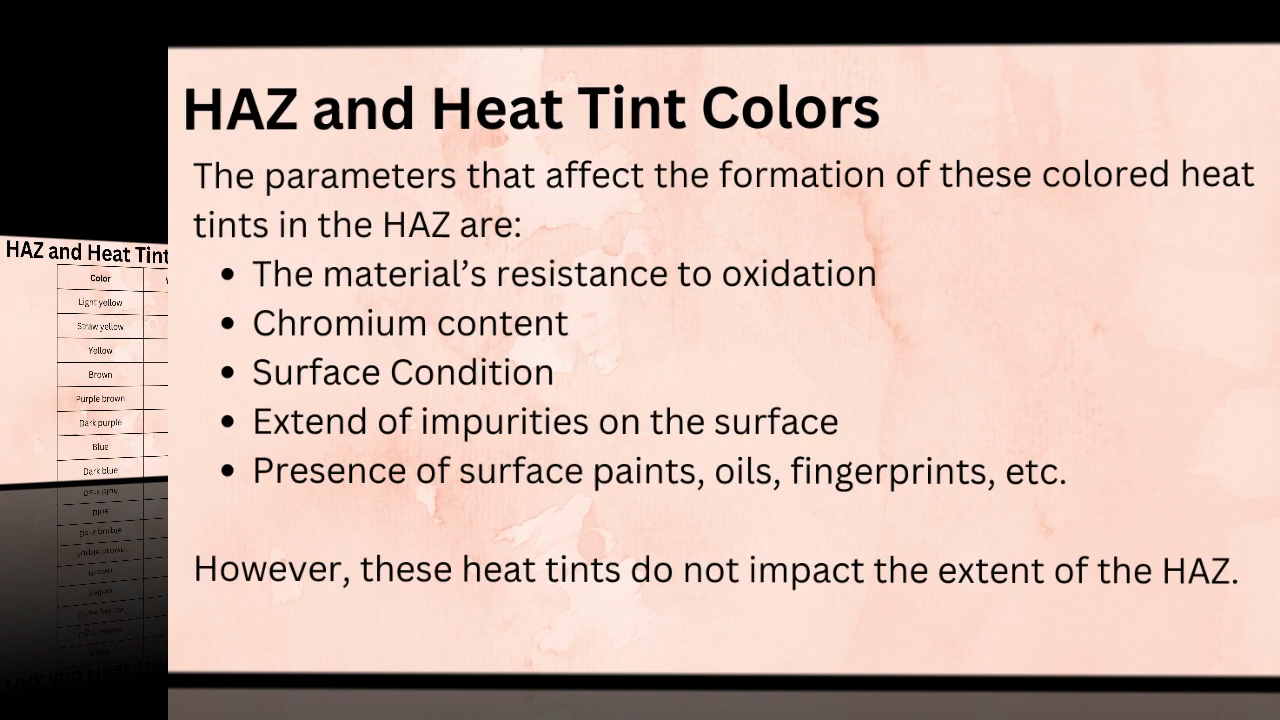 HAZ and Heat Tint Colors
The parameters that affect the formation of these colored heat
tints in the HAZ are:
• The material’s resistance to oxidation
• Chromium content
• Surface Condition
• Extend of impurities on the surface
• Presence of surface paints, oils, fingerprints, etc.
However, these heat tints do not impact the extent of the HAZ.
HAZ and Heat Tint
Color
Light yellow
Straw yellow
Yellow
Brown
Purple brown
Dark purple
Blue
Dark blue